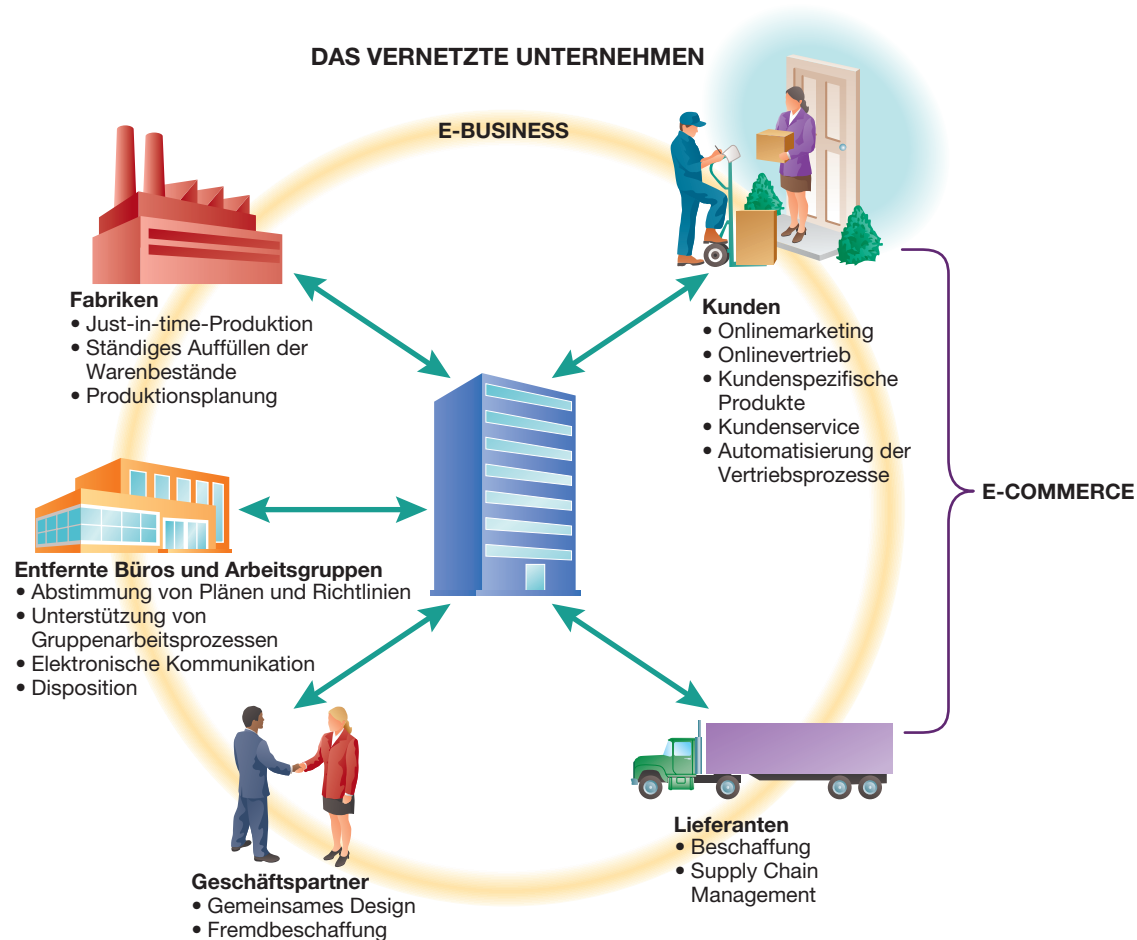 DAS VERNETZTE UNTERNEHMEN
E-BUSINESS
Fabriken
• Just-in-time-Produktion
• Ständiges Auffüllen der
Warenbestände
• Produktionsplanung
Kunden
• Onlinemarketing
• Onlinevertrieb
• Kundenspezifische
Produkte
• Kundenservice
• Automatisierung der
Vertriebsprozesse
E-COMMERCE
Entfernte Büros und Arbeitsgruppen
• Abstimmung von Plänen und Richtlinien
• Unterstützung von
Gruppenarbeitsprozessen
• Elektronische Kommunikation
• Disposition
Geschäftspartner
• Gemeinsames Design
• Fremdbeschaffung
Lieferanten
• Beschaffung
• Supply Chain
Management